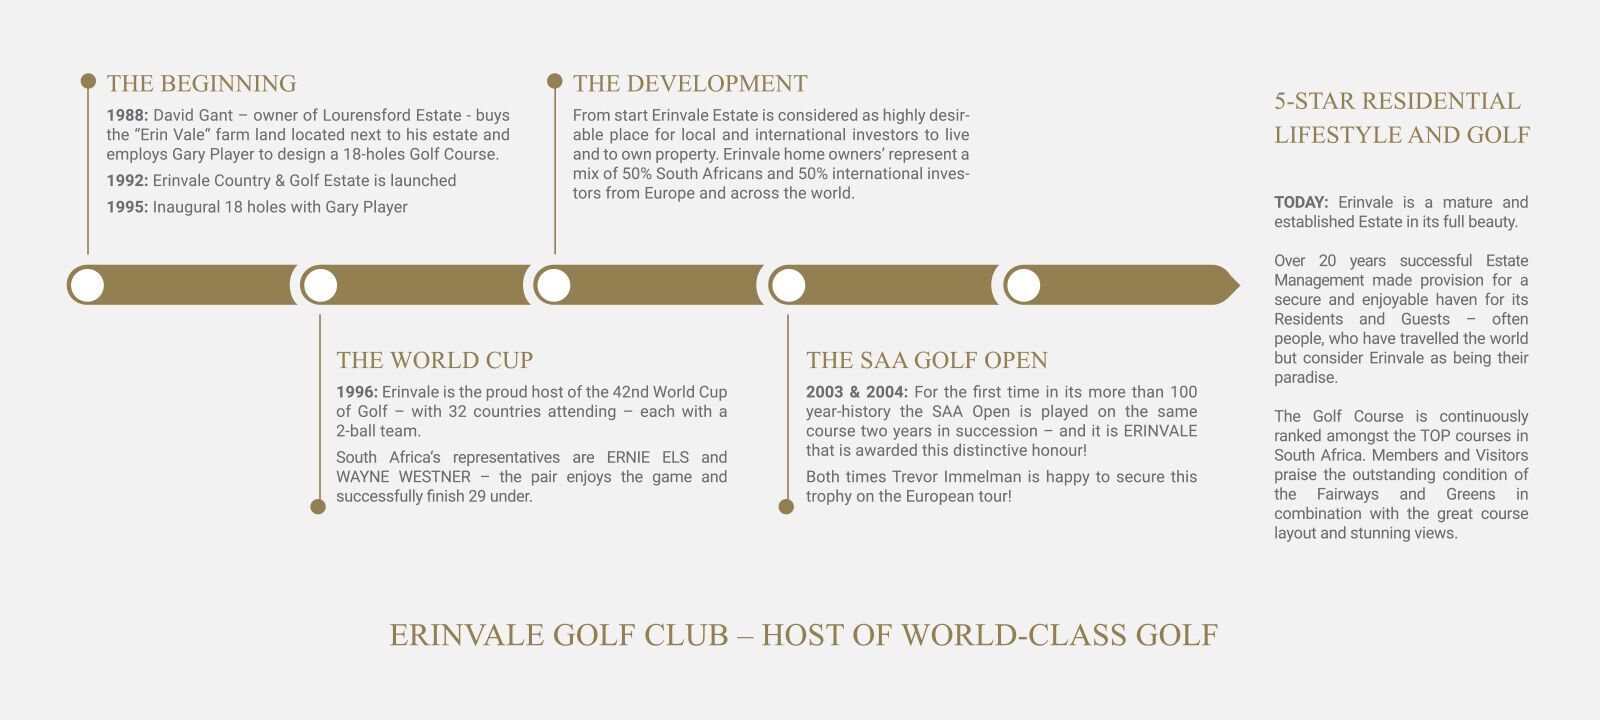 THE BEGINNING
1988: David Gant – owner of Lourensford Estate - buys
the “Erin Vale“ farm land located next to his estate and
employs Gary Player to design a 18-holes Golf Course.
1992: Erinvale Country & Golf Estate is launched
1995: Inaugural 18 holes with Gary Player
THE WORLD CUP
1996: Erinvale is the proud host of the 42nd World Cup
of Golf – with 32 countries attending – each with a
2-ball team.
South Africa’s representatives are ERNIE ELS and
WAYNE WESTNER – the pair enjoys the game and
successfully finish 29 under.
THE DEVELOPMENT
From start Erinvale Estate is considered as highly desir-
able place for local and international investors to live
and to own property. Erinvale home owners’ represent a
mix of 50% South Africans and 50% international inves-
tors from Europe and across the world.
THE SAA GOLF OPEN
2003 & 2004: For the first time in its more than 100
year-history the SAA Open is played on the same
course two years in succession – and it is ERINVALE
that is awarded this distinctive honour!
Both times Trevor Immelman is happy to secure this
trophy on the European tour!
5-STAR RESIDENTIAL
LIFESTYLE AND GOLF
TODAY: Erinvale is a mature and
established Estate in its full beauty.
Over 20 years successful Estate
Management made provision for a
secure and enjoyable haven for its
Residents and Guests – often
people, who have travelled the world
but consider Erinvale as being their
paradise.
The Golf Course is continuously
ranked amongst the TOP courses in
South Africa. Members and Visitors
praise the outstanding condition of
the Fairways and Greens in
combination with the great course
layout and stunning views.
ERINVALE GOLF CLUB – HOST OF WORLD-CLASS GOLF